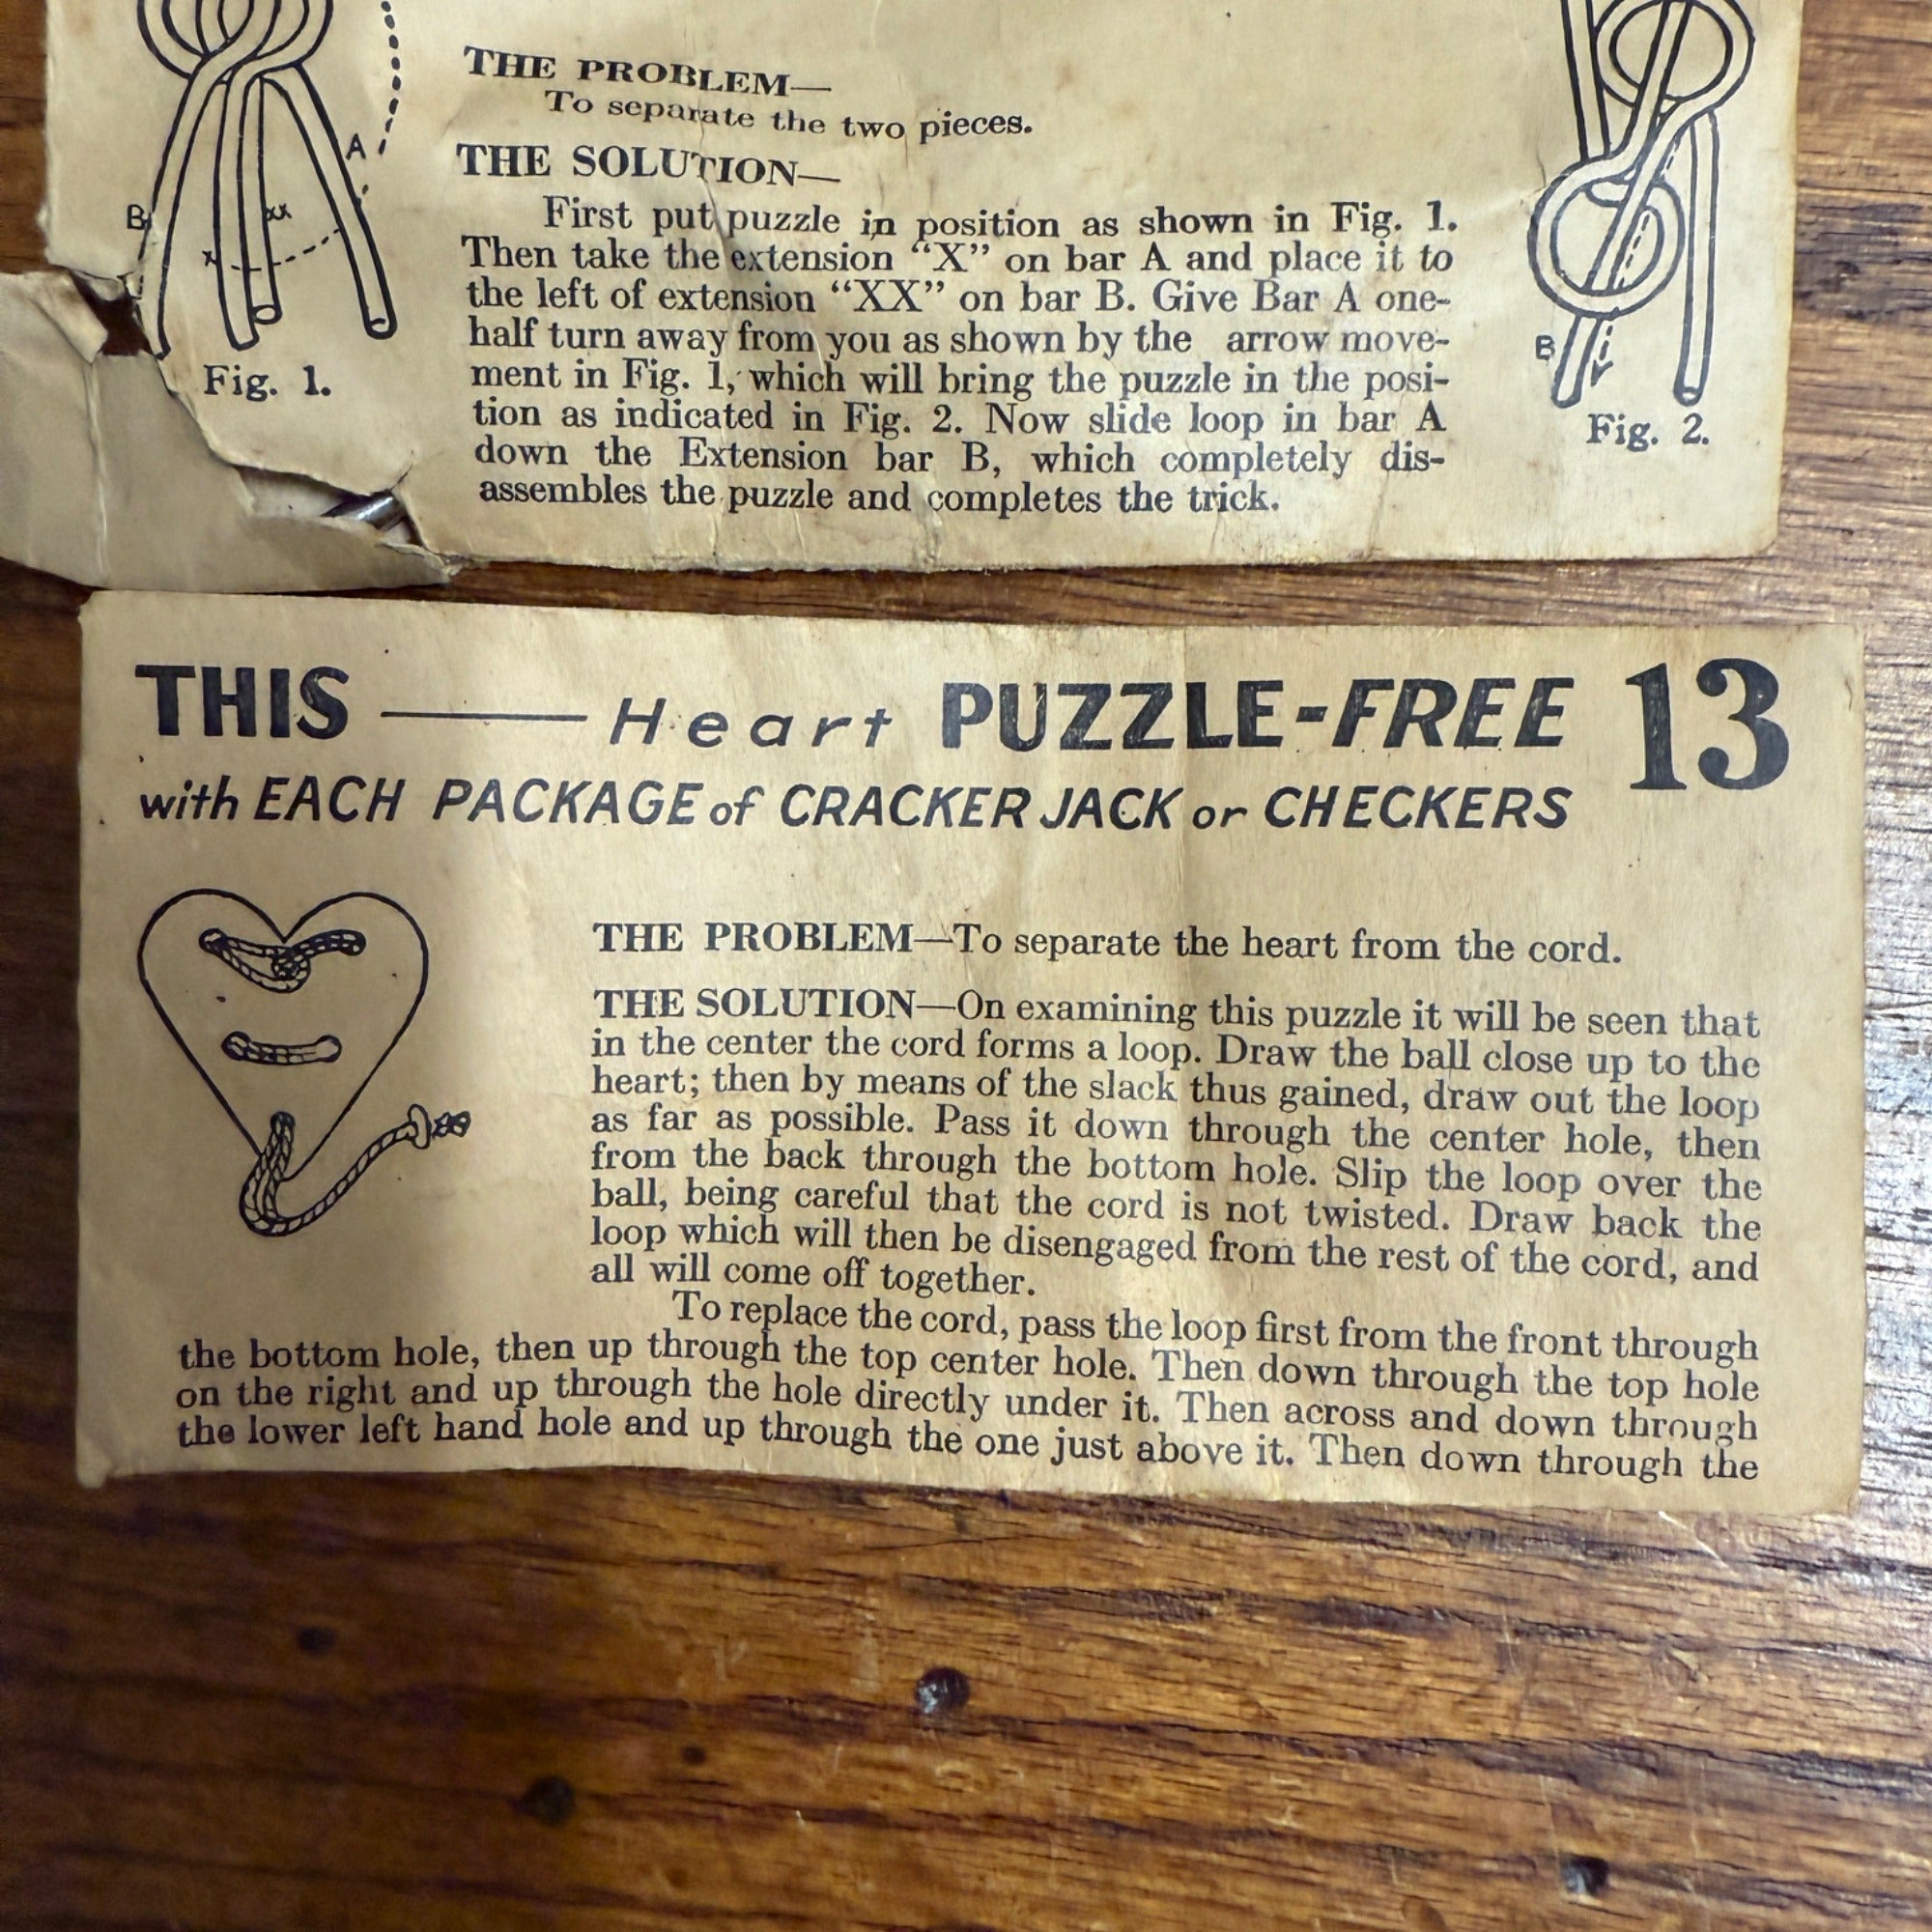 THE PROBLEM—
To separate the two pieces.
THE SOLUTION—
First put puzzle in position as shown in Fig. 1.
Then take the extension “X” on bar A and place it to
the left of extension “XX” on bar B. Give Bar A one-
half turn away from you as shown by the arrow move-
ment in Fig. 1, which will bring the puzzle in the posi-
tion as indicated in Fig. 2. Now slide loop in bar A
down the Extension bar B, which completely dis-
assembles the puzzle and completes the trick.
A
B
x
xx
Fig. 1.
B
Fig. 2.
THIS — Heart PUZZLE-FREE 13
with EACH PACKAGE of CRACKER JACK or CHECKERS
THE PROBLEM—To separate the heart from the cord.
THE SOLUTION—On examining this puzzle it will be seen that
in the center the cord forms a loop. Draw the ball close up to the
heart; then by means of the slack thus gained, draw out the loop
as far as possible. Pass it down through the center hole, then
from the back through the bottom hole. Slip the loop over the
ball, being careful that the cord is not twisted. Draw back the
loop which will then be disengaged from the rest of the cord, and
all will come off together.
To replace the cord, pass the loop first from the front through
the bottom hole, then up through the top center hole. Then down through the top hole
on the right and up through the hole directly under it. Then across and down through
the lower left hand hole and up through the one just above it. Then down through the